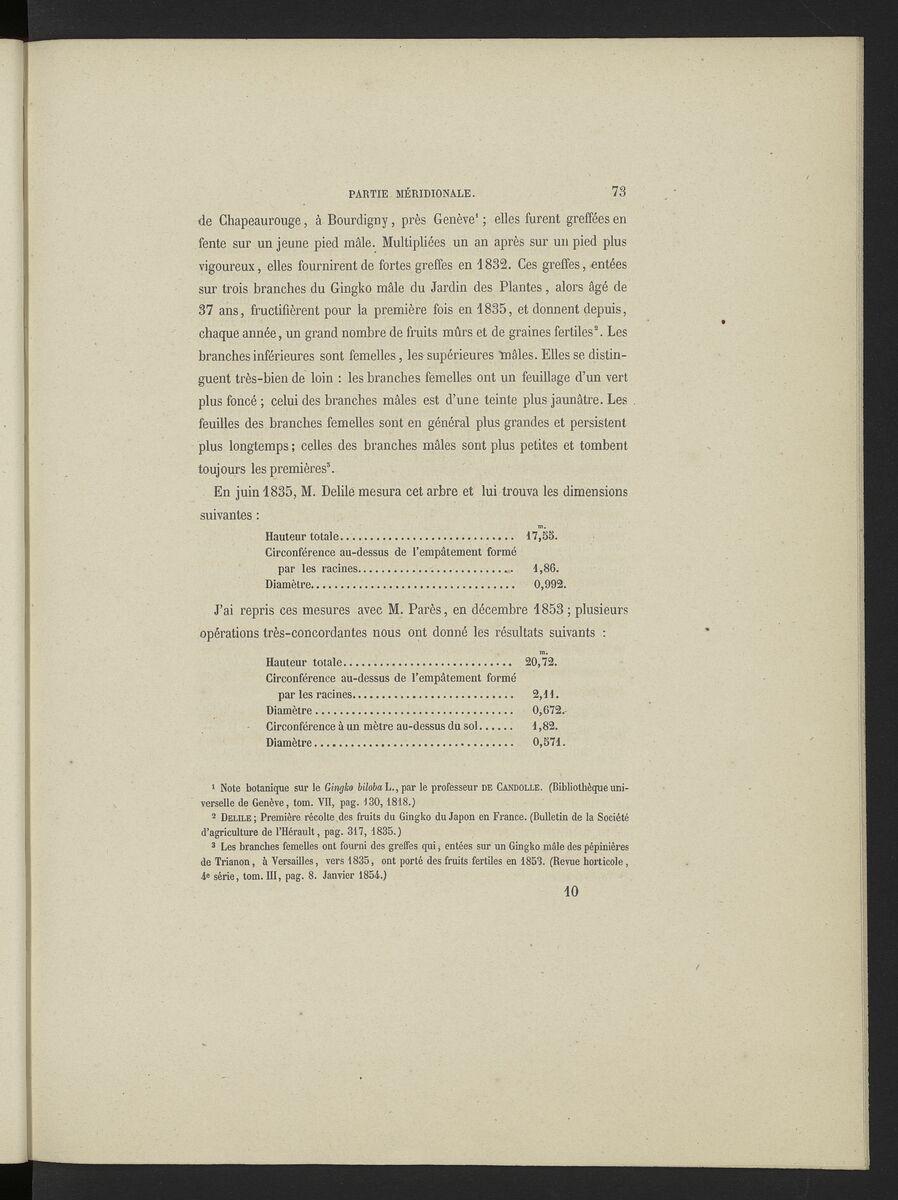 PARTIE MÉRIDIONALE. 73
de Chapeaurouge, à Bourdigny, près Genève¹ ; elles furent greffées en
fente sur un jeune pied mâle. Multipliées un an après sur un pied plus
vigoureux, elles fournirent de fortes greffes en 1832. Ces greffes, entées
sur trois branches du Gingko mâle du Jardin des Plantes, alors âgé de
37 ans, fructifièrent pour la première fois en 1835, et donnent depuis,
chaque année, un grand nombre de fruits mûrs et de graines fertiles². Les
branches inférieures sont femelles, les supérieures mâles. Elles se distin-
guent très-bien de loin : les branches femelles ont un feuillage d'un vert
plus foncé ; celui des branches mâles est d'une teinte plus jaunâtre. Les
feuilles des branches femelles sont en général plus grandes et persistent
plus longtemps ; celles des branches mâles sont plus petites et tombent
toujours les premières³.
En juin 1835, M. Delile mesura cet arbre et lui trouva les dimensions
suivantes :
m.
Hauteur totale............................ 17,55.
Circonférence au-dessus de l'empâtement formé
par les racines.......................... 1,86.
Diamètre.................................. 0,992.
J'ai repris ces mesures avec M. Parès, en décembre 1853 ; plusieurs
opérations très-concordantes nous ont donné les résultats suivants :
m.
Hauteur totale............................ 20,72.
Circonférence au-dessus de l'empâtement formé
par les racines.......................... 2,11.
Diamètre ................................. 0,672.
Circonférence à un mètre au-dessus du sol...... 1,82.
Diamètre................................. 0,571.
¹ Note botanique sur le Gingko biloba L., par le professeur DE CANDOLLE. (Bibliothèque uni-
verselle de Genève, tom. VII, pag. 130, 1818.)
² DELILE ; Première récolte des fruits du Gingko du Japon en France. (Bulletin de la Société
d'agriculture de l'Hérault, pag. 317, 1835.)
³ Les branches femelles ont fourni des greffes qui, entées sur un Gingko mâle des pépinières
de Trianon, à Versailles, vers 1835, ont porté des fruits fertiles en 1853. (Revue horticole,
4e série, tom. III, pag. 8. Janvier 1854.)
10